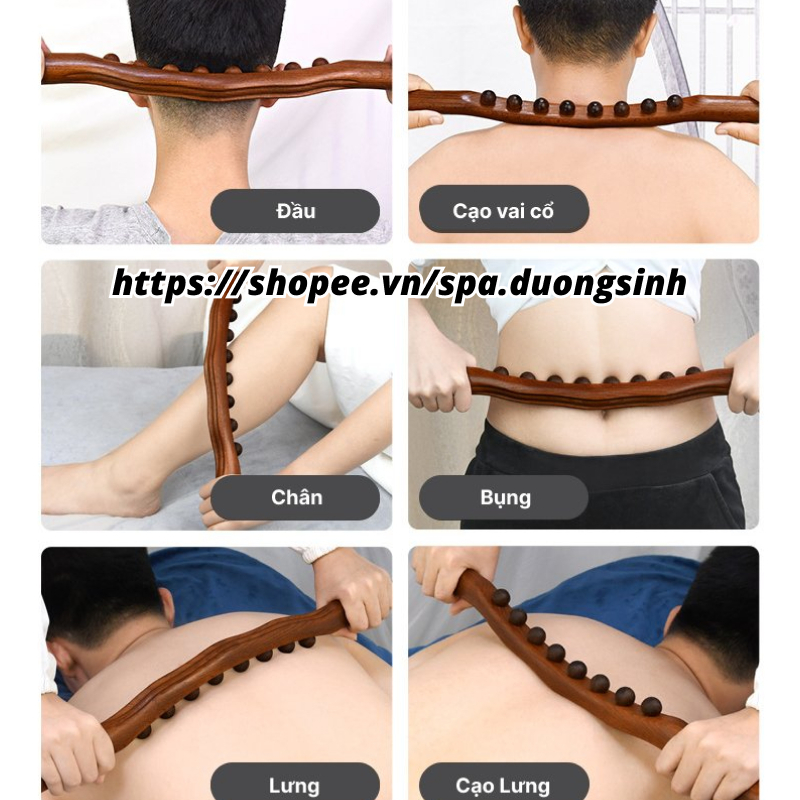 Đầu
Cạo vai cổ
https://shopee.vn/spa.duongsinh
Chân
Bụng
Lưng
Cạo Lưng